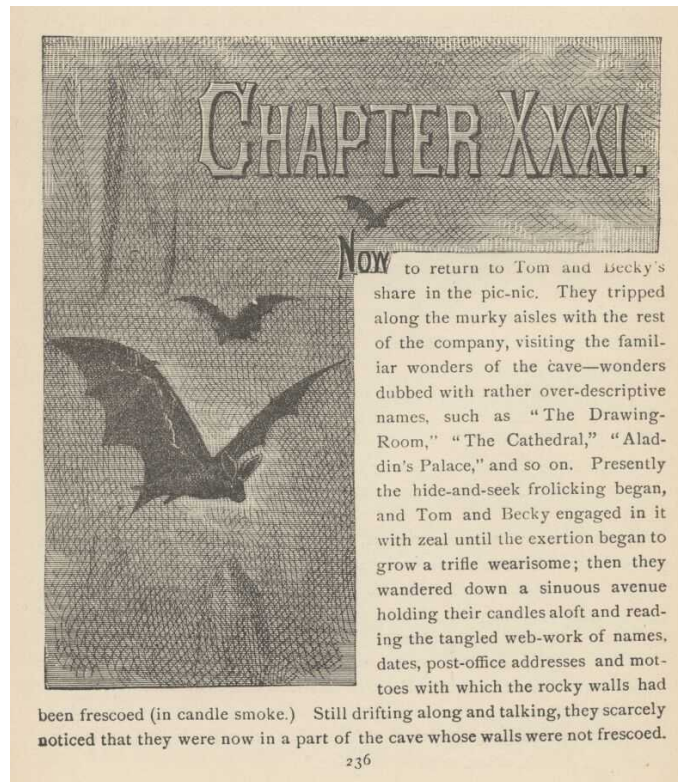 CHAPTER XXXI.
NOW to return to Tom and Becky's
share in the pic-nic. They tripped
along the murky aisles with the rest
of the company, visiting the famil-
iar wonders of the cave—wonders
dubbed with rather over-descriptive
names, such as "The Drawing-
Room," "The Cathedral," "Alad-
din's Palace," and so on. Presently
the hide-and-seek frolicking began,
and Tom and Becky engaged in it
with zeal until the exertion began to
grow a trifle wearisome; then they
wandered down a sinuous avenue
holding their candles aloft and read-
ing the tangled web-work of names,
dates, post-office addresses and mot-
toes with which the rocky walls had
been frescoed (in candle smoke.) Still drifting along and talking, they scarcely
noticed that they were now in a part of the cave whose walls were not frescoed.
236